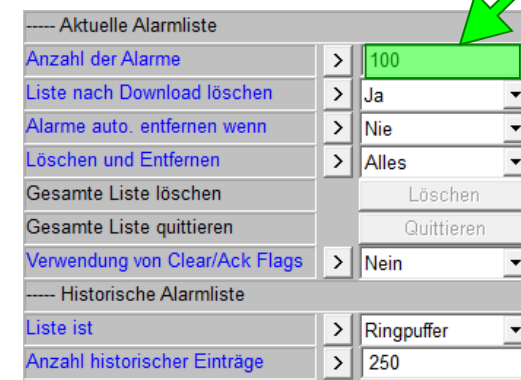 ----- Aktuelle Alarmliste
Anzahl der Alarme > 100
Liste nach Download löschen > Ja
Alarme auto. entfernen wenn > Nie
Löschen und Entfernen > Alles
Gesamte Liste löschen Löschen
Gesamte Liste quittieren Quittieren
Verwendung von Clear/Ack Flags > Nein
----- Historische Alarmliste
Liste ist > Ringpuffer
Anzahl historischer Einträge > 250